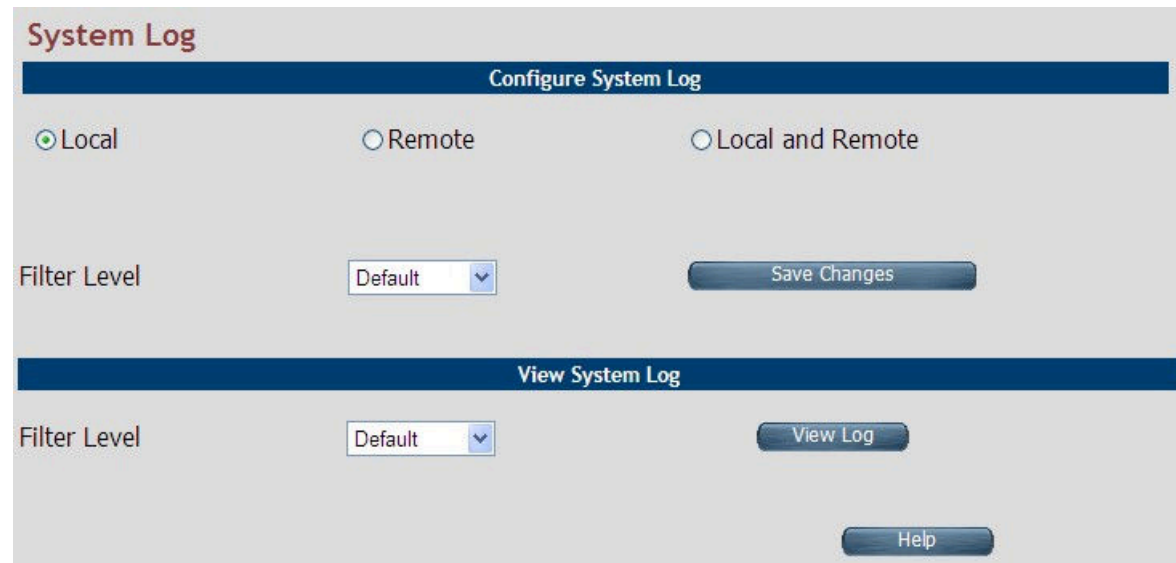 System Log
Configure System Log
Local Remote Local and Remote
Filter Level Default Save Changes
View System Log
Filter Level Default View Log
Help